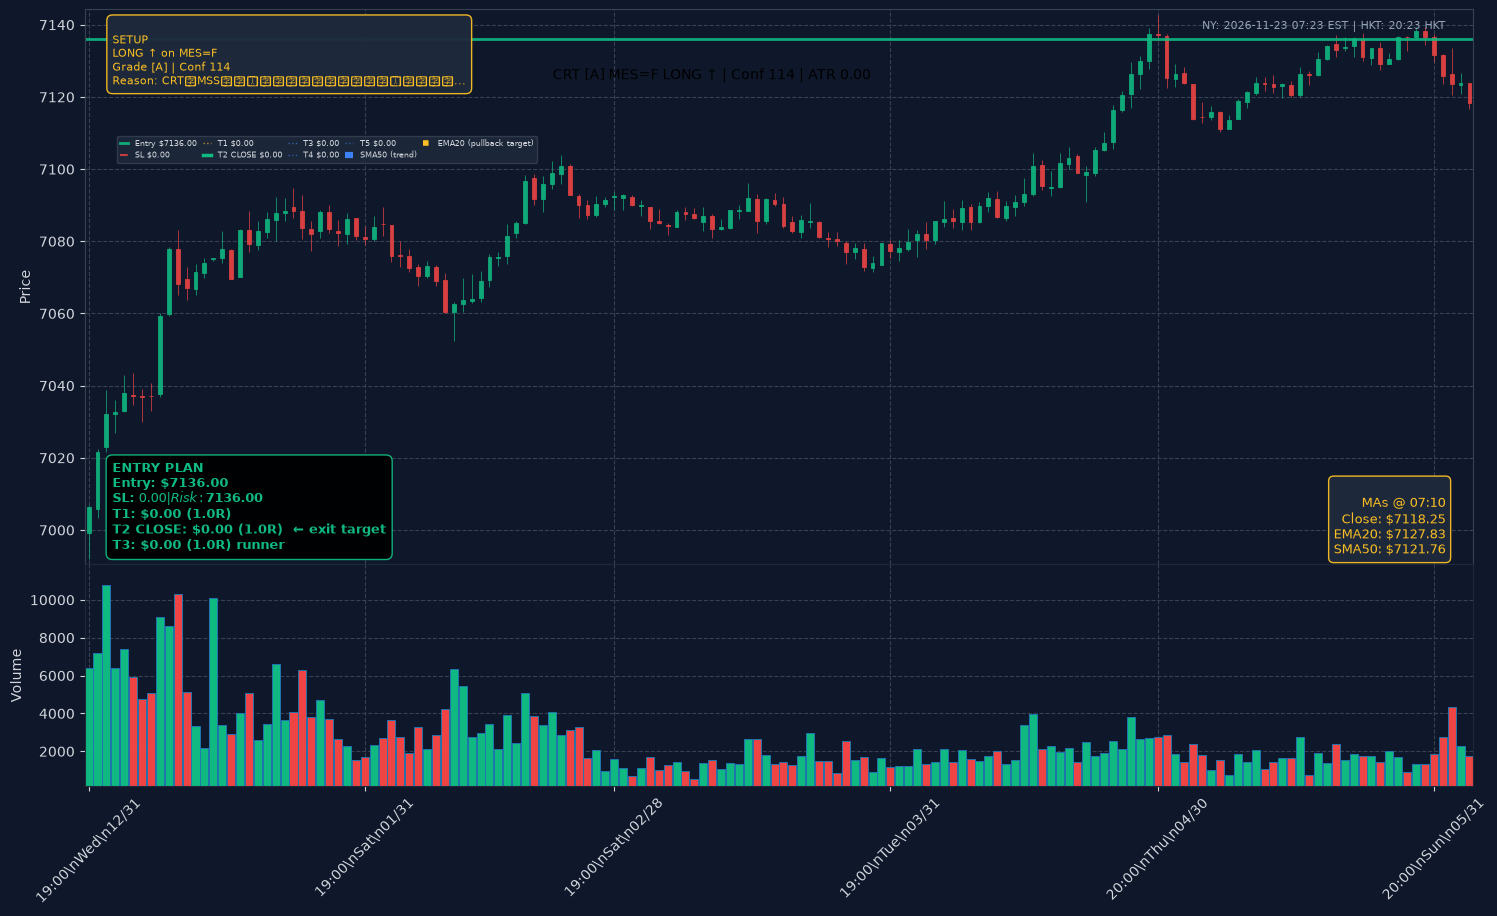 NY: 2026-11-23 07:23 EST | HKT: 20:23 HKT
SETUP
LONG ↑ on MES=F
Grade [A] | Conf 114
Reason: CRT MSS ...
CRT [A] MES=F LONG ↑ | Conf 114 | ATR 0.00
Entry $7136.00
SL $0.00
T1 $0.00
T2 CLOSE $0.00
T3 $0.00
T4 $0.00
T5 $0.00
SMA50 (trend)
EMA20 (pullback target)
Price
7140
7120
7100
7080
7060
7040
7020
7000
ENTRY PLAN
Entry: $7136.00
SL: 0.00|Risk:7136.00
T1: $0.00 (1.0R)
T2 CLOSE: $0.00 (1.0R) ← exit target
T3: $0.00 (1.0R) runner
MAs @ 07:10
Close: $7118.25
EMA20: $7127.83
SMA50: $7121.76
Volume
10000
8000
6000
4000
2000
19:00\nWed\n12/31
19:00\nSat\n01/31
19:00\nSat\n02/28
19:00\nTue\n03/31
20:00\nThu\n04/30
20:00\nSun\n05/31